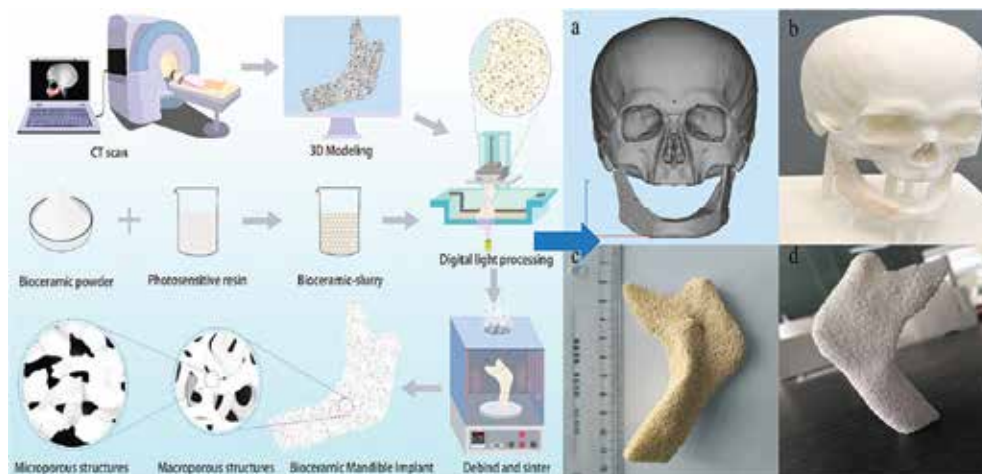 a
b
CT scan
3D Modeling
Bioceramic powder
Photosensitive resin
Bioceramic-slurry
Digital light processing
c
d
Microporous structures
Macroporous structures
Bioceramic Mandible Implant
Debind and sinter